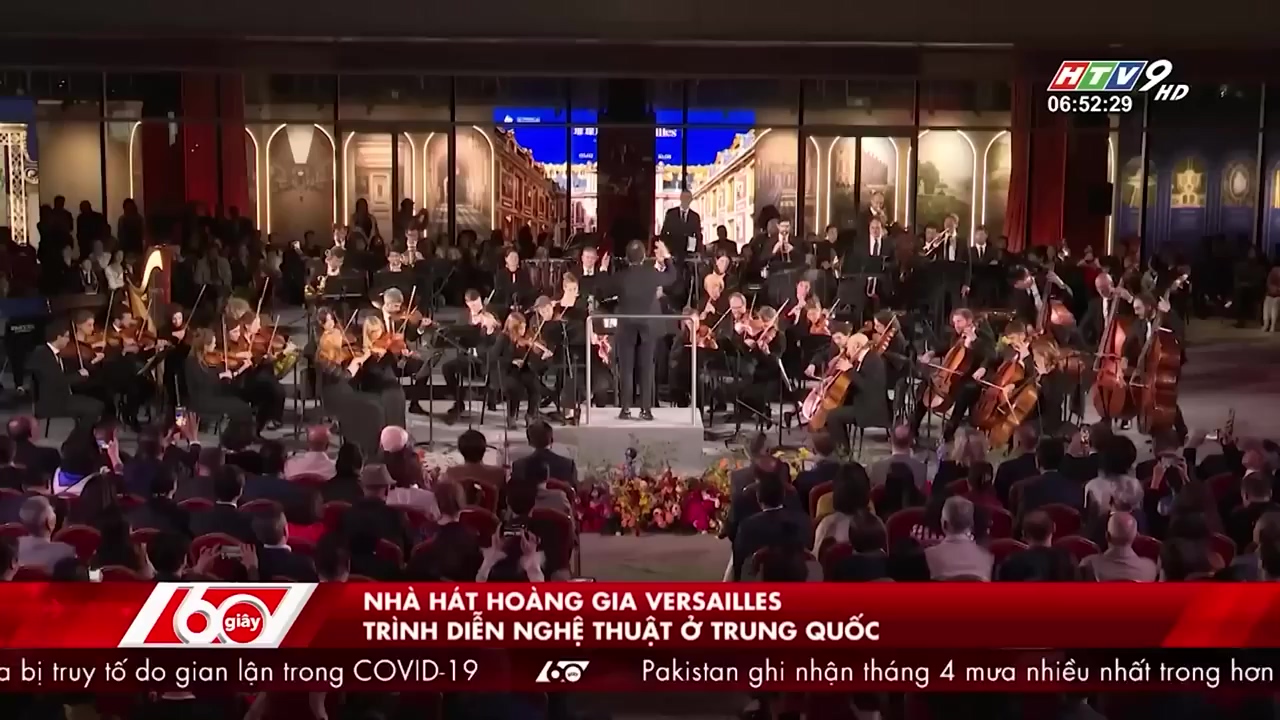 HTV9 HD
06:52:29
60 giây
NHÀ HÁT HOÀNG GIA VERSAILLES
TRÌNH DIỄN NGHỆ THUẬT Ở TRUNG QUỐC
a bị truy tố do gian lận trong COVID-19 60 giây Pakistan ghi nhận tháng 4 mưa nhiều nhất trong hơn